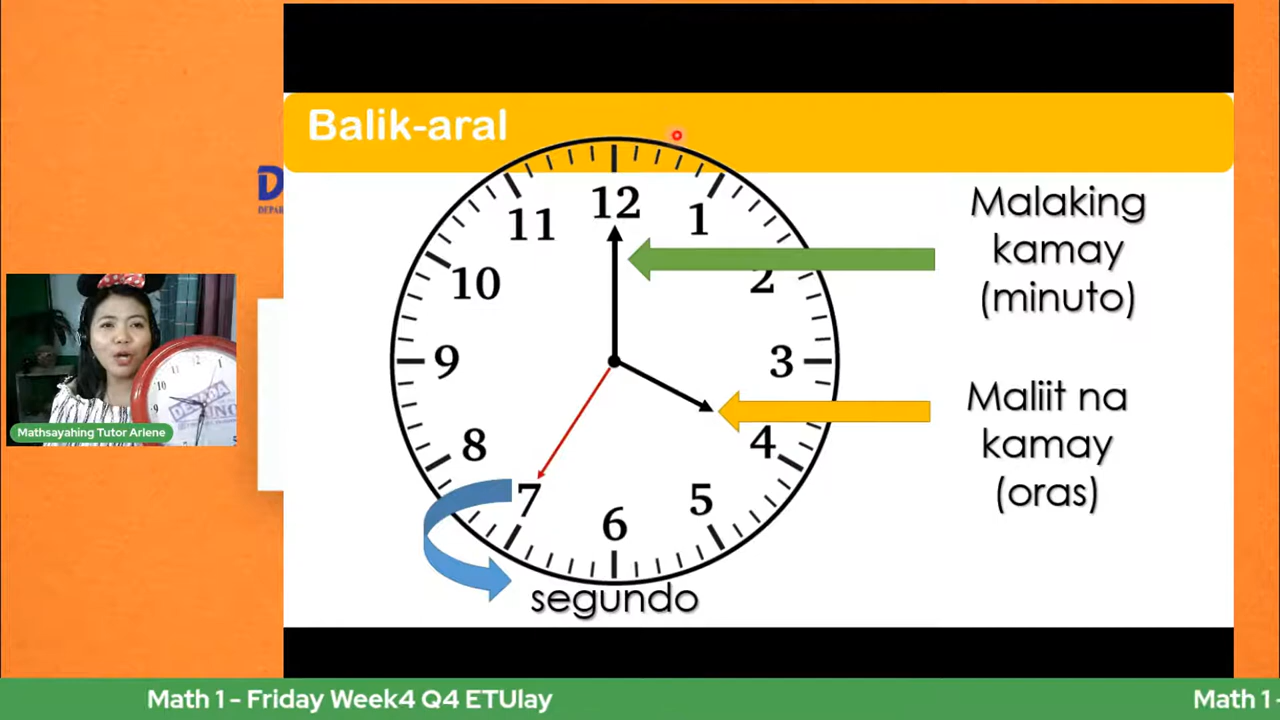 Balik-aral
12
11
1
10
2
9
3
8
4
7
5
6
Malaking
kamay
(minuto)
Maliit na
kamay
(oras)
segundo
Mathsayahing Tutor Arlene
Math 1 - Friday Week4 Q4 ETUlay
Math 1 -